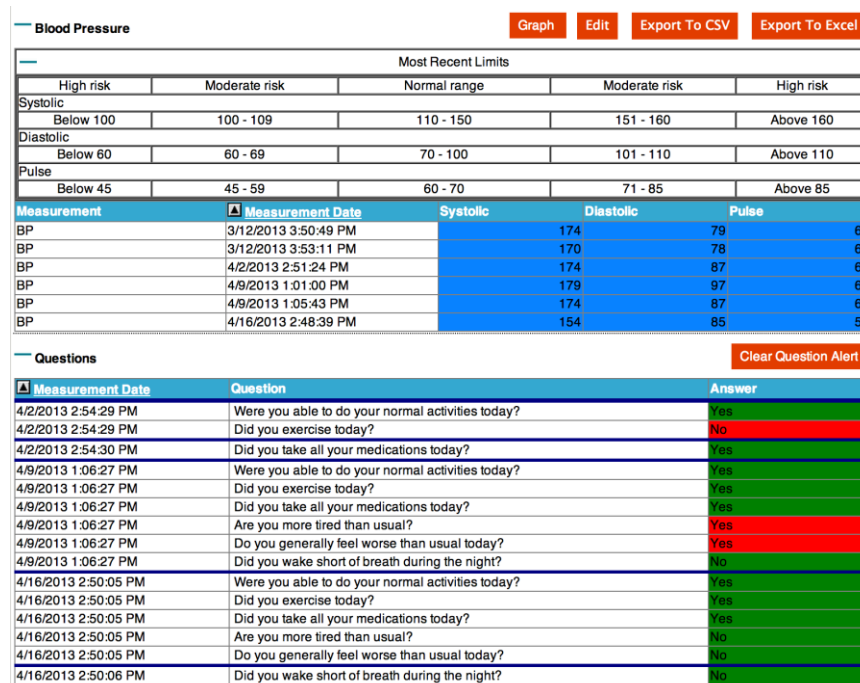 Blood Pressure Graph Edit Export To CSV Export To Excel
Most Recent Limits
High risk Moderate risk Normal range Moderate risk High risk
Systolic
Below 100 100 - 109 110 - 150 151 - 160 Above 160
Diastolic
Below 60 60 - 69 70 - 100 101 - 110 Above 110
Pulse
Below 45 45 - 59 60 - 70 71 - 85 Above 85
Measurement Measurement Date Systolic Diastolic Pulse
BP 3/12/2013 3:50:49 PM 174 79
BP 3/12/2013 3:53:11 PM 170 78
BP 4/2/2013 2:51:24 PM 174 87
BP 4/9/2013 1:01:00 PM 179 97
BP 4/9/2013 1:05:43 PM 174 87
BP 4/16/2013 2:48:39 PM 154 85
Questions Clear Question Alert
Measurement Date Question Answer
4/2/2013 2:54:29 PM Were you able to do your normal activities today? Yes
4/2/2013 2:54:29 PM Did you exercise today? No
4/2/2013 2:54:30 PM Did you take all your medications today? Yes
4/9/2013 1:06:27 PM Were you able to do your normal activities today? Yes
4/9/2013 1:06:27 PM Did you exercise today? Yes
4/9/2013 1:06:27 PM Did you take all your medications today? Yes
4/9/2013 1:06:27 PM Are you more tired than usual? Yes
4/9/2013 1:06:27 PM Do you generally feel worse than usual today? Yes
4/9/2013 1:06:27 PM Did you wake short of breath during the night? No
4/16/2013 2:50:05 PM Were you able to do your normal activities today? Yes
4/16/2013 2:50:05 PM Did you exercise today? Yes
4/16/2013 2:50:05 PM Did you take all your medications today? Yes
4/16/2013 2:50:05 PM Are you more tired than usual? No
4/16/2013 2:50:05 PM Do you generally feel worse than usual today? No
4/16/2013 2:50:06 PM Did you wake short of breath during the night? No